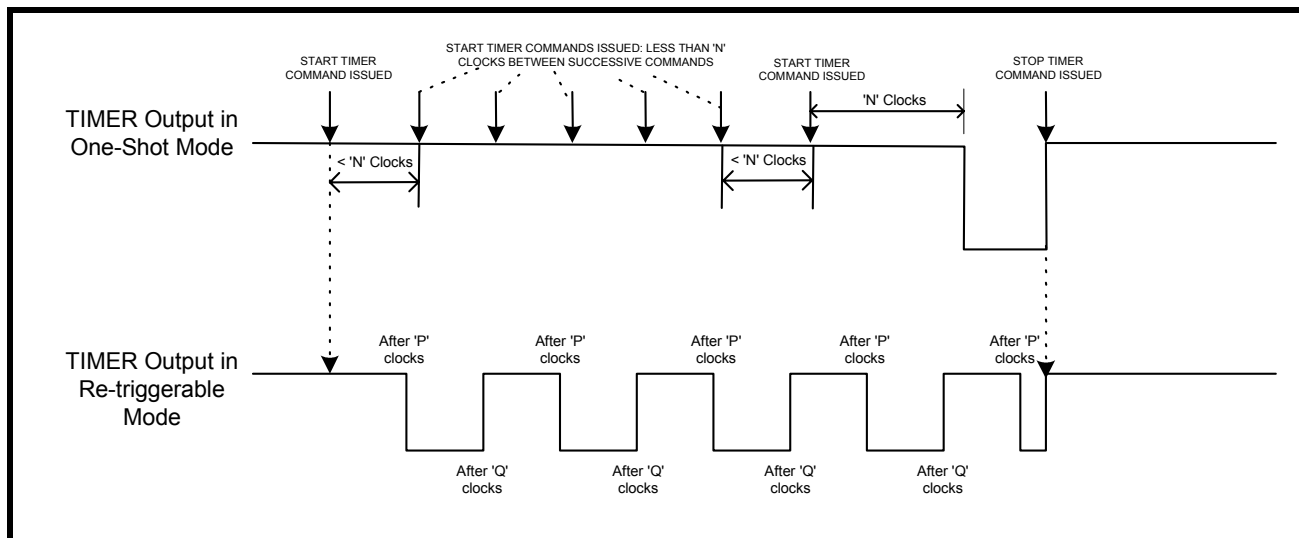 START TIMER
COMMAND ISSUED
START TIMER COMMANDS ISSUED: LESS THAN 'N'
CLOCKS BETWEEN SUCCESSIVE COMMANDS
START TIMER
COMMAND ISSUED
STOP TIMER
COMMAND ISSUED
'N' Clocks
TIMER Output in
One-Shot Mode
< 'N' Clocks
< 'N' Clocks
After 'P'
clocks
After 'P'
clocks
After 'P'
clocks
After 'P'
clocks
After 'P'
clocks
TIMER Output in
Re-triggerable
Mode
After 'Q'
clocks
After 'Q'
clocks
After 'Q'
clocks
After 'Q'
clocks